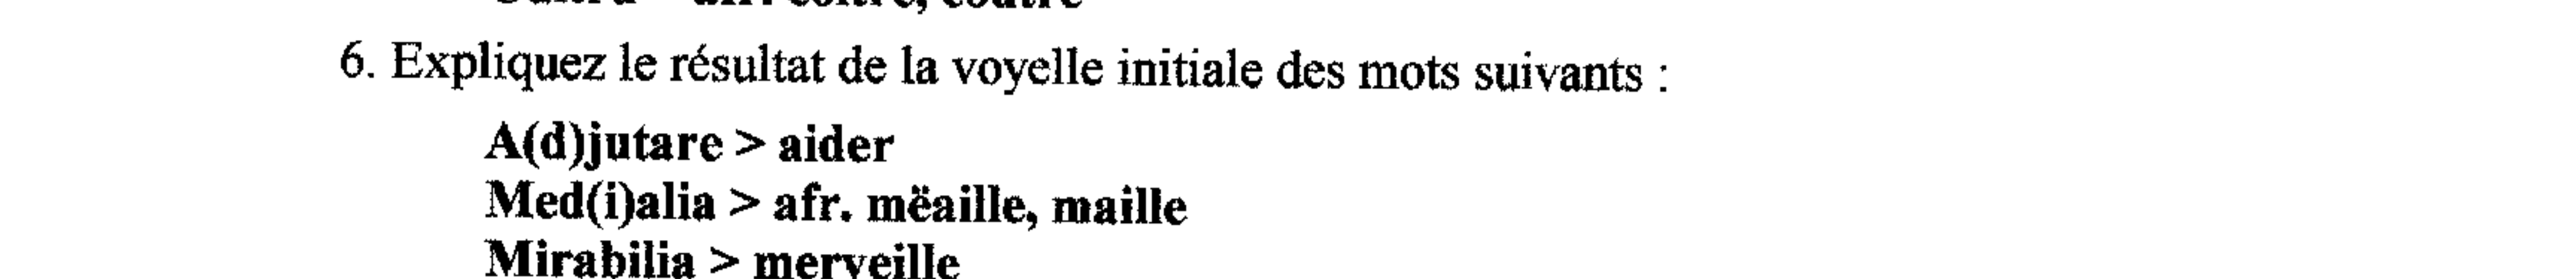 6. Expliquez le résultat de la voyelle initiale des mots suivants :
A(d)jutare > aider
Med(i)alia > afr. mëaille, maille
Mirabilia > merveille